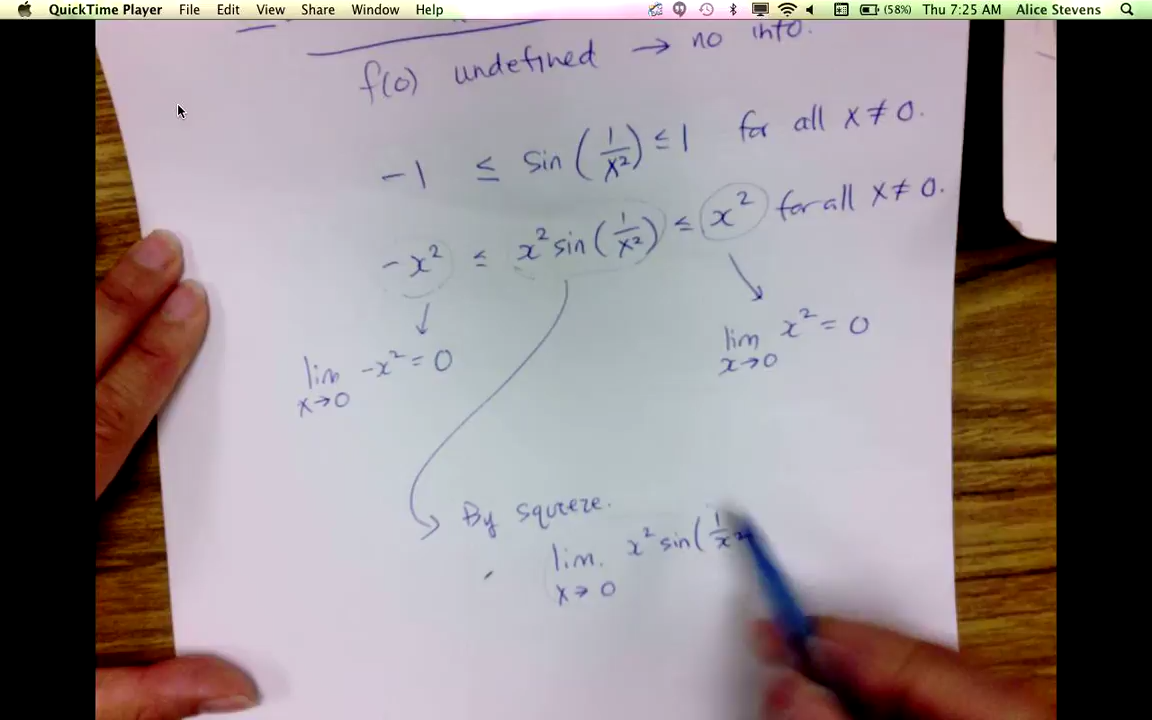 QuickTime Player File Edit View Share Window Help (58%) Thu 7:25 AM Alice Stevens
f(0) undefined → no info.
-1 ≤ sin(1/x²) ≤ 1 for all x ≠ 0.
-x² ≤ x² sin(1/x²) ≤ x² for all x ≠ 0.
lim x→0 -x² = 0
lim x→0 x² = 0
By squeeze.
lim x→0 x² sin(1/x²